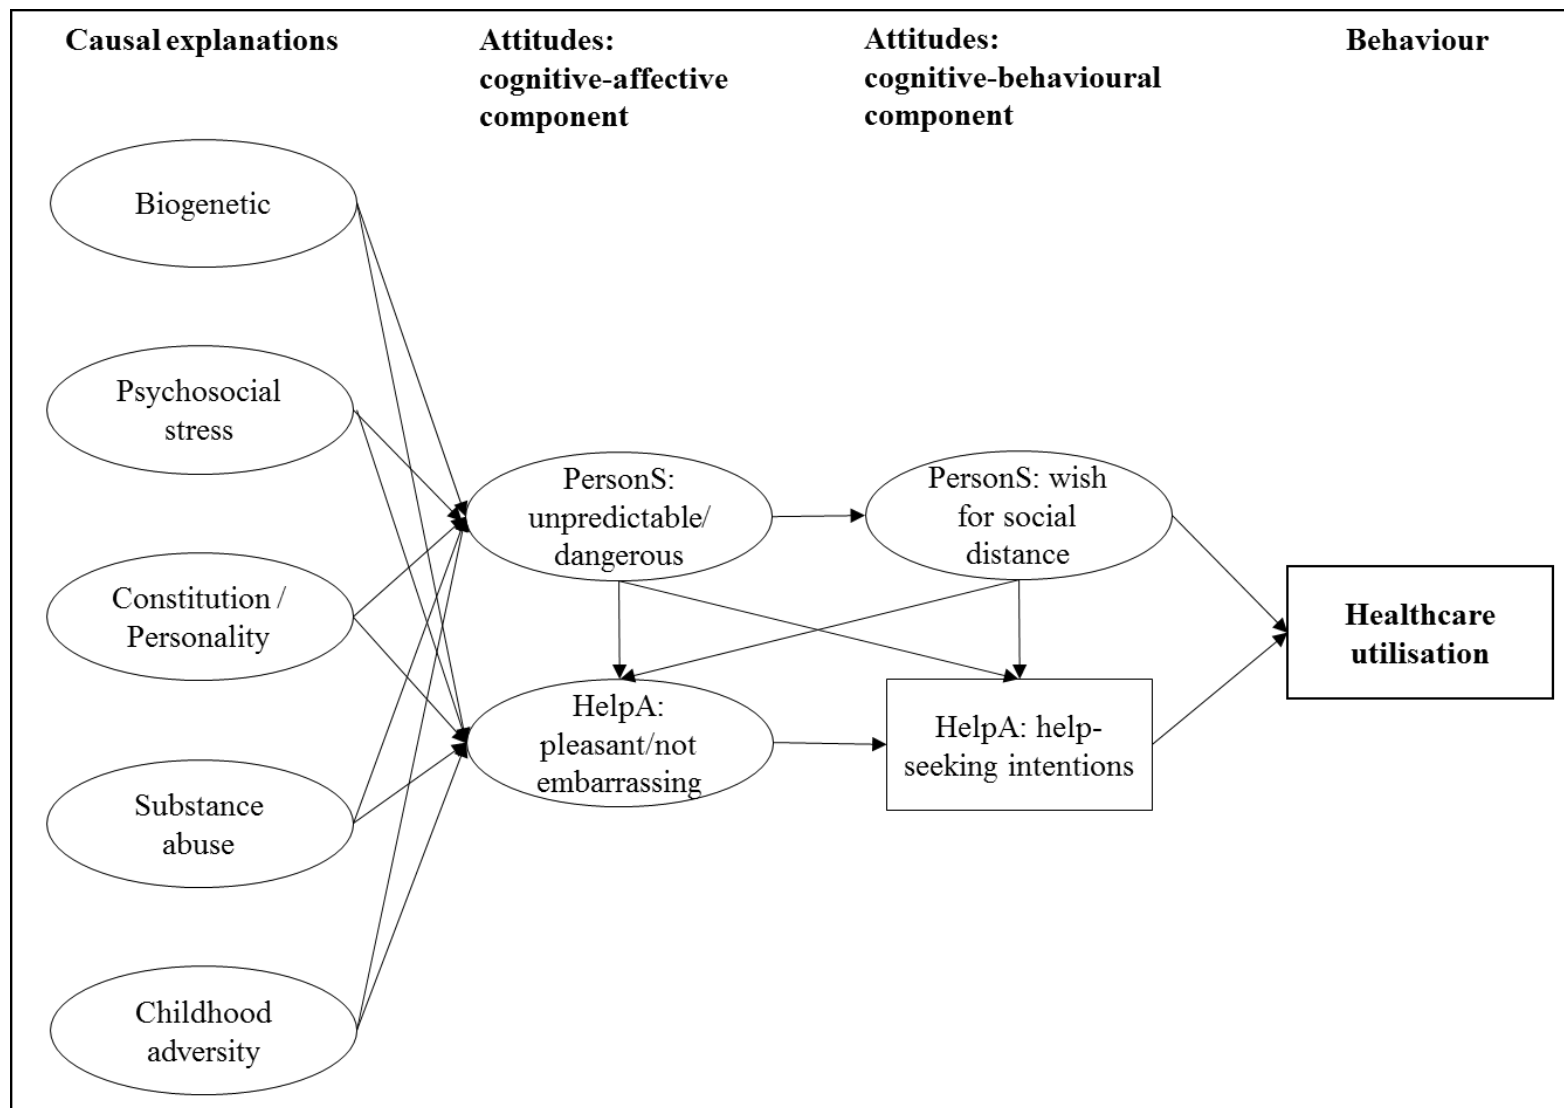 Causal explanations
Attitudes:
cognitive-affective
component
Attitudes:
cognitive-behavioural
component
Behaviour
Biogenetic
Psychosocial
stress
Constitution /
Personality
Substance
abuse
Childhood
adversity
PersonS:
unpredictable/
dangerous
HelpA:
pleasant/not
embarrassing
PersonS: wish
for social
distance
HelpA: help-
seeking intentions
Healthcare
utilisation